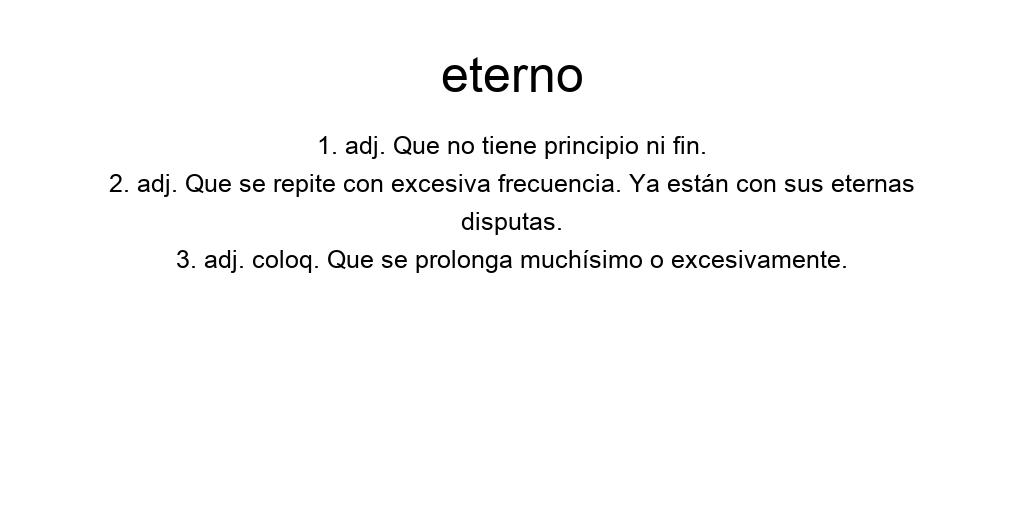 eterno
1. adj. Que no tiene principio ni fin.
2. adj. Que se repite con excesiva frecuencia. Ya están con sus eternas
disputas.
3. adj. coloq. Que se prolonga muchísimo o excesivamente.